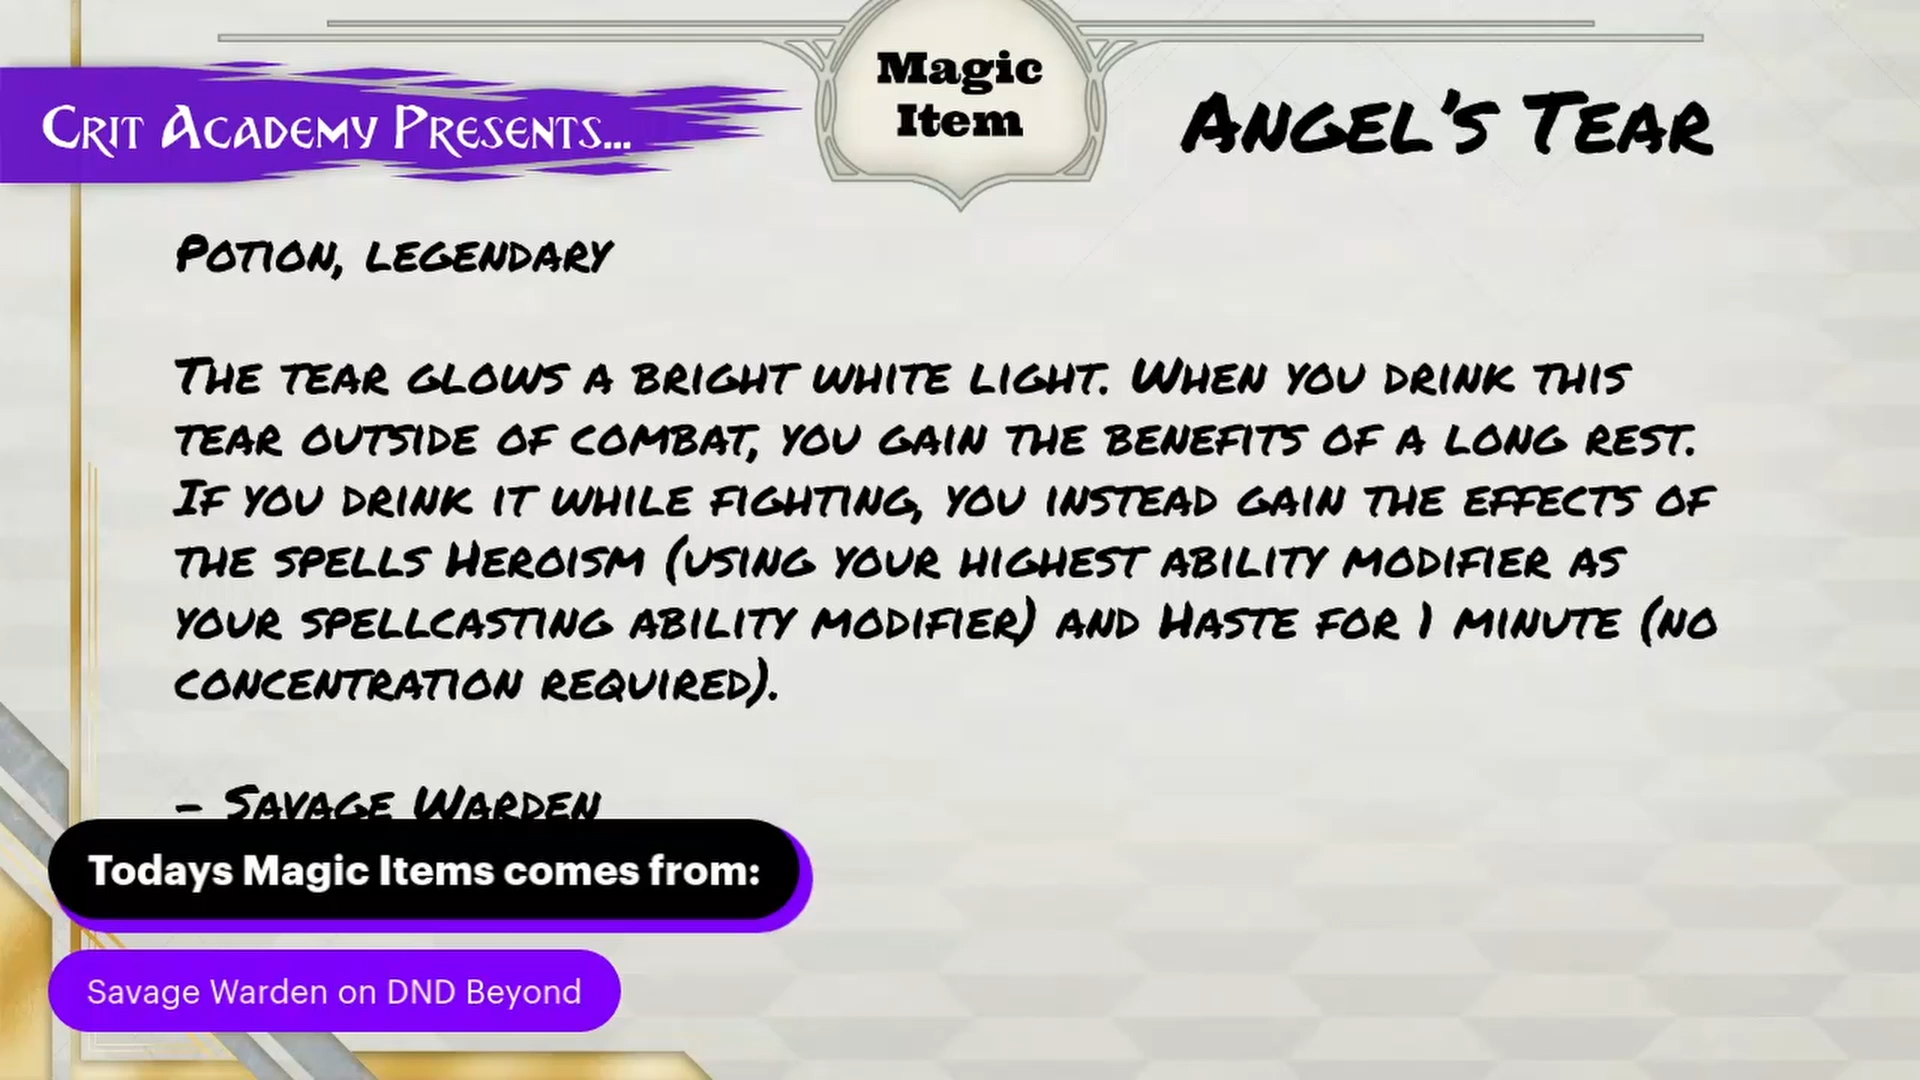 Magic
Item
Crit Academy Presents...
Angel's Tear
Potion, legendary
The tear glows a bright white light. When you drink this
tear outside of combat, you gain the benefits of a long rest.
If you drink it while fighting, you instead gain the effects of
the spells Heroism (using your highest ability modifier as
your spellcasting ability modifier) and Haste for 1 minute (no
concentration required).
- Savage Warden
Todays Magic Items comes from:
Savage Warden on DND Beyond